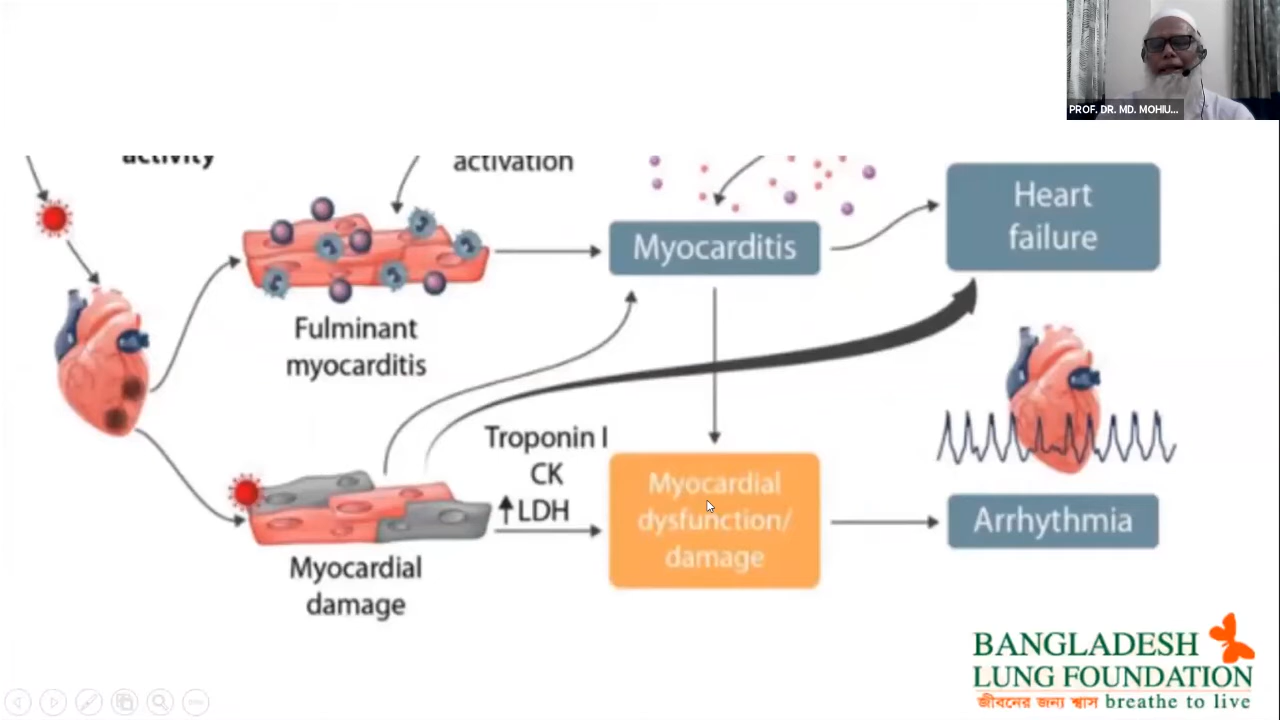 PROF. DR. MD. MOHIU...
activity
activation
Heart
failure
Myocarditis
Fulminant
myocarditis
Troponin I
CK
LDH
Myocardial
dysfunction/
damage
Arrhythmia
Myocardial
damage
BANGLADESH
LUNG FOUNDATION
জীবনের জন্য শ্বাস breathe to live